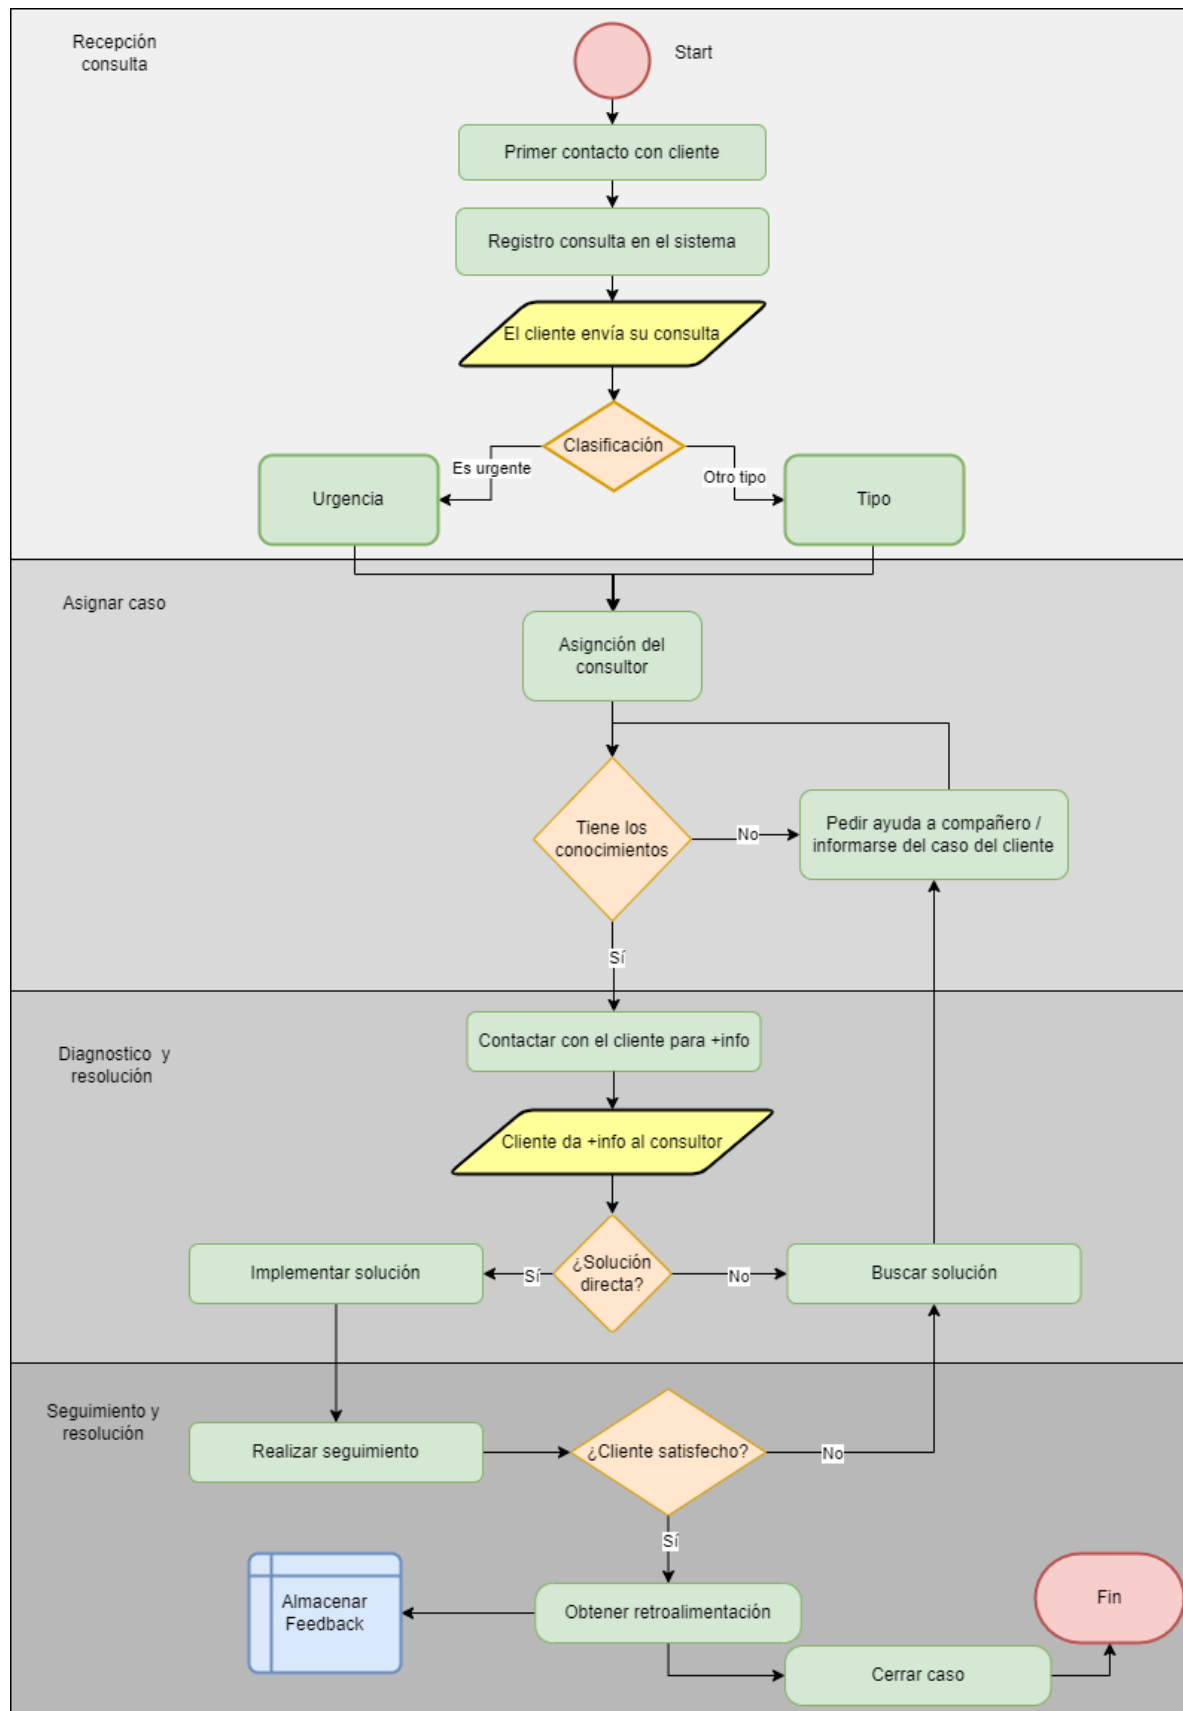 Recepción
consulta
Start
Primer contacto con cliente
Registro consulta en el sistema
El cliente envía su consulta
Clasificación
Es urgente
Otro tipo
Urgencia
Tipo
Asignar caso
Asignción del
consultor
Tiene los
conocimientos
No
Pedir ayuda a compañero /
informarse del caso del cliente
Sí
Diagnostico y
resolución
Contactar con el cliente para +info
Cliente da +info al consultor
Implementar solución
Sí
¿Solución
directa?
No
Buscar solución
Seguimiento y
resolución
Realizar seguimiento
¿Cliente satisfecho?
No
Sí
Almacenar
Feedback
Obtener retroalimentación
Fin
Cerrar caso